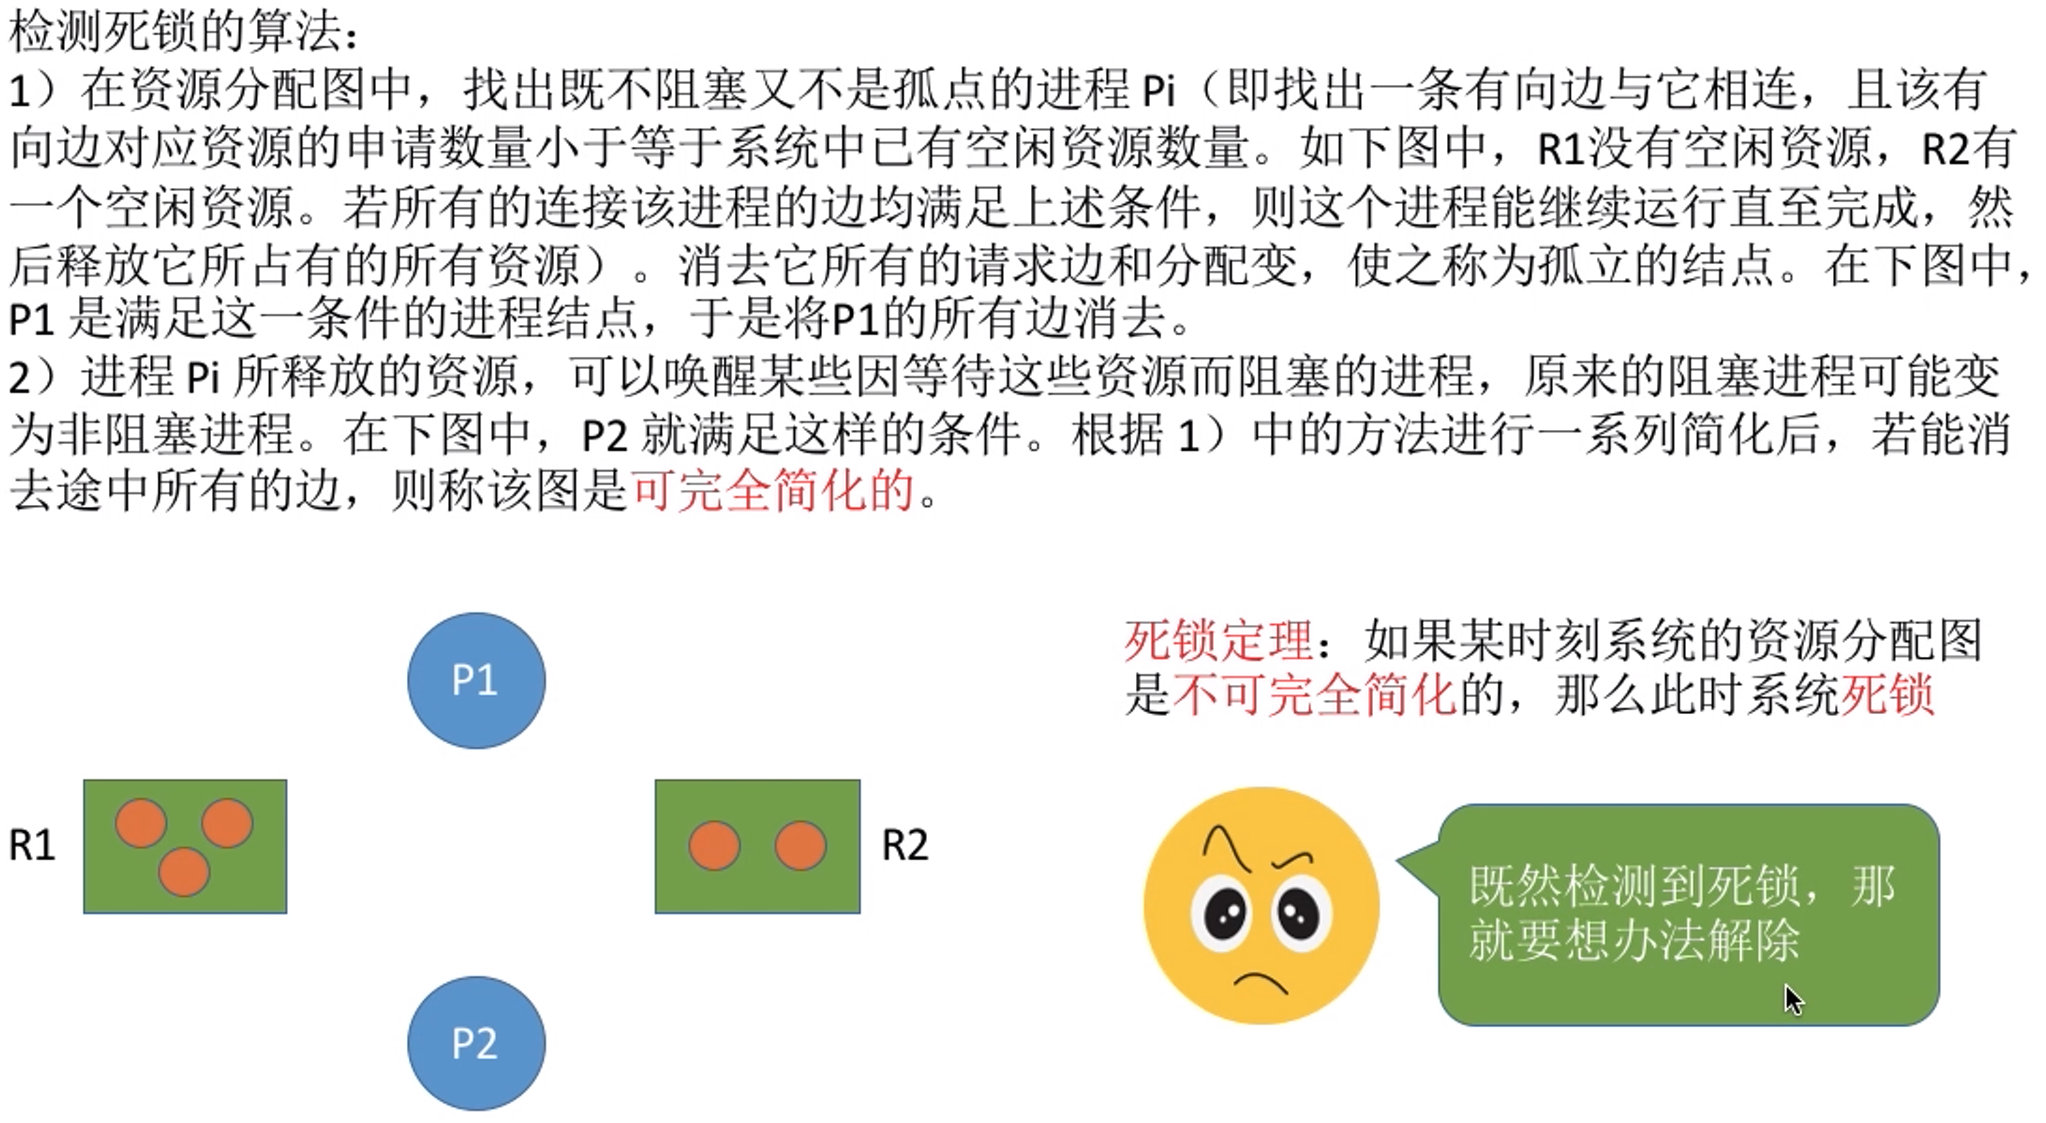 检测死锁的算法：
1）在资源分配图中，找出既不阻塞又不是孤点的进程 Pi（即找出一条有向边与它相连，且该有
向边对应资源的申请数量小于等于系统中已有空闲资源数量。如下图中，R1没有空闲资源，R2有
一个空闲资源。若所有的连接该进程的边均满足上述条件，则这个进程能继续运行直至完成，然
后释放它所占有的所有资源）。消去它所有的请求边和分配变，使之称为孤立的结点。在下图中，
P1 是满足这一条件的进程结点，于是将P1的所有边消去。
2）进程 Pi 所释放的资源，可以唤醒某些因等待这些资源而阻塞的进程，原来的阻塞进程可能变
为非阻塞进程。在下图中，P2 就满足这样的条件。根据 1）中的方法进行一系列简化后，若能消
去途中所有的边，则称该图是可完全简化的。
P1
R1
R2
P2
死锁定理：如果某时刻系统的资源分配图
是不可完全简化的，那么此时系统死锁
既然检测到死锁，那
就要想办法解除